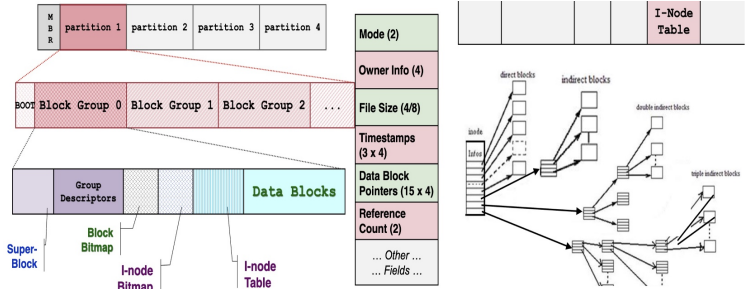 M
B
R
partition 1
partition 2
partition 3
partition 4
BOOT
Block Group 0
Block Group 1
Block Group 2
...
Group
Descriptors
Data Blocks
Super-
Block
Block
Bitmap
I-node
Bitmap
I-node
Table
Mode (2)
Owner Info (4)
File Size (4/8)
Timestamps
(3 x 4)
Data Block
Pointers (15 x 4)
Reference
Count (2)
... Other
... Fields ...
I-Node
Table
direct blocks
indirect blocks
double indirect blocks
inode
Infos
triple indirect blocks